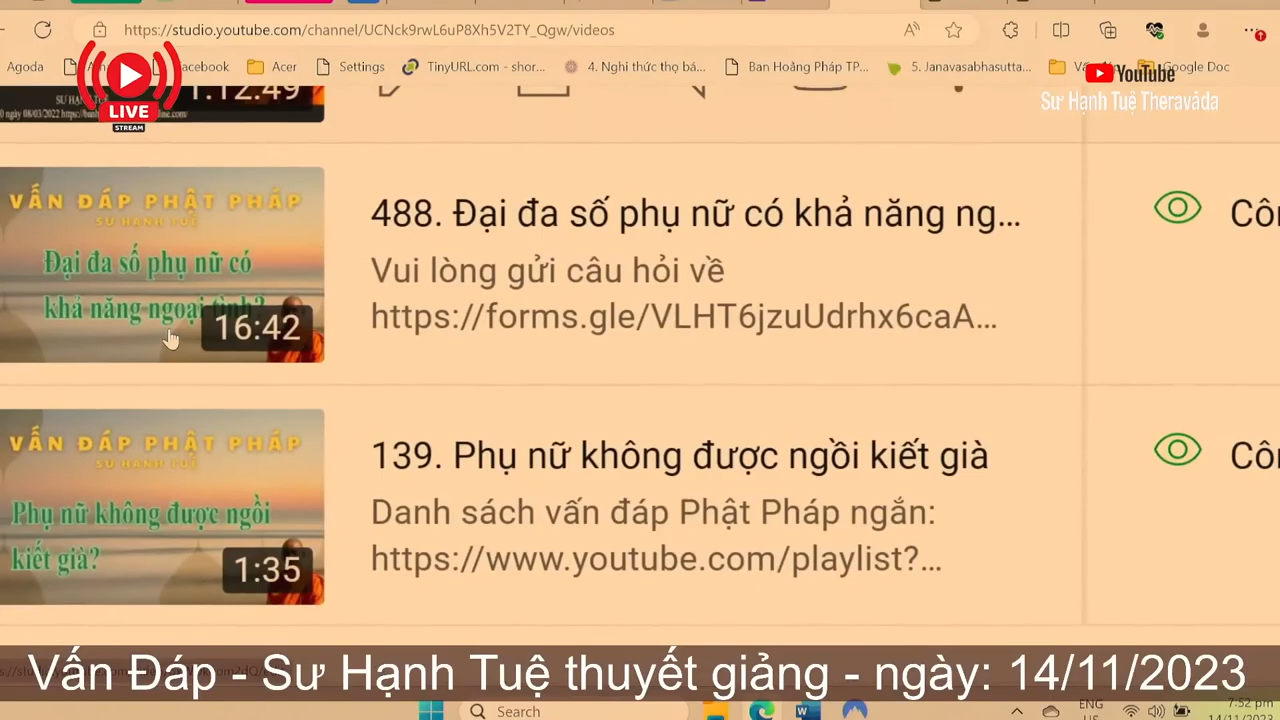 https://studio.youtube.com/channel/UCNck9rwL6uP8Xh5V2TY_Qgw/videos
Agoda
Facebook
Acer
Settings
TinyURL.com - shor...
4. Nghi thức thọ bá...
Ban Hoằng Pháp TP...
5. Janavasabhasutta...
Google Doc
LIVE
STREAM
YouTube
Sư Hạnh Tuệ Theravāda
1:12:49
VẤN ĐÁP PHẬT PHÁP
SƯ HẠNH TUỆ
Đại đa số phụ nữ có
khả năng ngoại tình?
16:42
488. Đại đa số phụ nữ có khả năng ng...
Vui lòng gửi câu hỏi về
https://forms.gle/VLHT6jzuUdrhx6caA...
Côn
VẤN ĐÁP PHẬT PHÁP
SƯ HẠNH TUỆ
Phụ nữ không được ngồi
kiết già?
1:35
139. Phụ nữ không được ngồi kiết già
Danh sách vấn đáp Phật Pháp ngắn:
https://www.youtube.com/playlist?...
Côn
Vấn Đáp - Sư Hạnh Tuệ thuyết giảng - ngày: 14/11/2023
Search
ENG
7:52 pm
14/11/2023